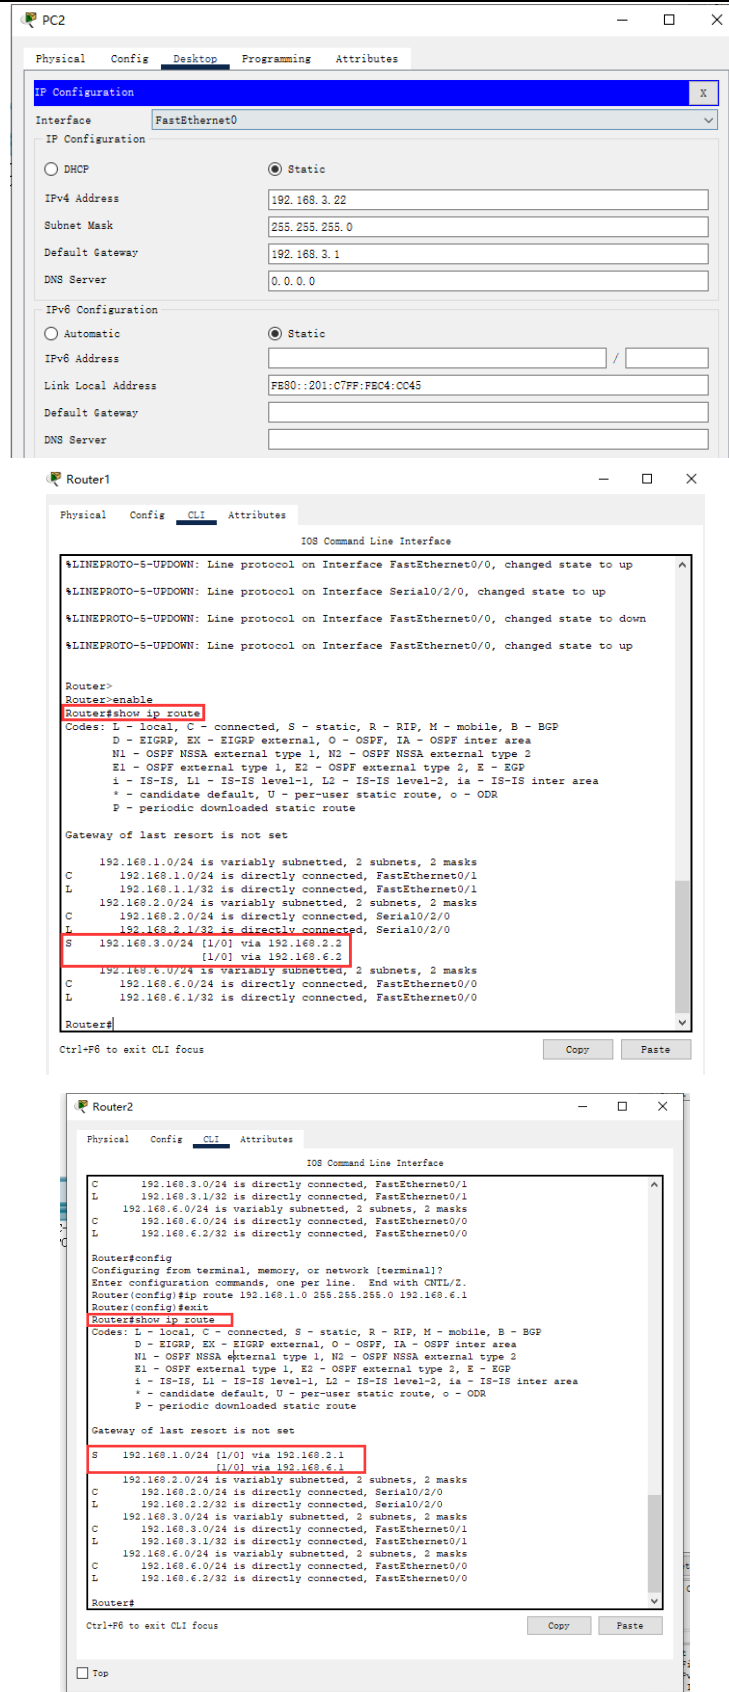 PC2
Physical Config Desktop Programming Attributes
IP Configuration
X
Interface FastEthernet0
IP Configuration
DHCP Static
IPv4 Address 192.168.3.22
Subnet Mask 255.255.255.0
Default Gateway 192.168.3.1
DNS Server 0.0.0.0
IPv6 Configuration
Automatic Static
IPv6 Address /
Link Local Address FE80::201:C7FF:FEC4:CC45
Default Gateway
DNS Server
Router1
Physical Config CLI Attributes
IOS Command Line Interface
%LINEPROTO-5-UPDOWN: Line protocol on Interface FastEthernet0/0, changed state to up
%LINEPROTO-5-UPDOWN: Line protocol on Interface Serial0/2/0, changed state to up
%LINEPROTO-5-UPDOWN: Line protocol on Interface FastEthernet0/0, changed state to down
%LINEPROTO-5-UPDOWN: Line protocol on Interface FastEthernet0/0, changed state to up
Router>
Router>enable
Router#show ip route
Codes: L - local, C - connected, S - static, R - RIP, M - mobile, B - BGP
D - EIGRP, EX - EIGRP external, O - OSPF, IA - OSPF inter area
N1 - OSPF NSSA external type 1, N2 - OSPF NSSA external type 2
E1 - OSPF external type 1, E2 - OSPF external type 2, E - EGP
i - IS-IS, L1 - IS-IS level-1, L2 - IS-IS level-2, ia - IS-IS inter area
* - candidate default, U - per-user static route, o - ODR
P - periodic downloaded static route
Gateway of last resort is not set
192.168.1.0/24 is variably subnetted, 2 subnets, 2 masks
C 192.168.1.0/24 is directly connected, FastEthernet0/1
L 192.168.1.1/32 is directly connected, FastEthernet0/1
192.168.2.0/24 is variably subnetted, 2 subnets, 2 masks
C 192.168.2.0/24 is directly connected, Serial0/2/0
L 192.168.2.1/32 is directly connected, Serial0/2/0
S 192.168.3.0/24 [1/0] via 192.168.2.2
[1/0] via 192.168.6.2
192.168.6.0/24 is variably subnetted, 2 subnets, 2 masks
C 192.168.6.0/24 is directly connected, FastEthernet0/0
L 192.168.6.1/32 is directly connected, FastEthernet0/0
Router#
Ctrl+F6 to exit CLI focus Copy Paste
Router2
Physical Config CLI Attributes
IOS Command Line Interface
C 192.168.3.0/24 is directly connected, FastEthernet0/1
L 192.168.3.1/32 is directly connected, FastEthernet0/1
192.168.6.0/24 is variably subnetted, 2 subnets, 2 masks
C 192.168.6.0/24 is directly connected, FastEthernet0/0
L 192.168.6.2/32 is directly connected, FastEthernet0/0
Router#config
Configuring from terminal, memory, or network [terminal]?
Enter configuration commands, one per line. End with CNTL/Z.
Router(config)#ip route 192.168.1.0 255.255.255.0 192.168.6.1
Router(config)#exit
Router#show ip route
Codes: L - local, C - connected, S - static, R - RIP, M - mobile, B - BGP
D - EIGRP, EX - EIGRP external, O - OSPF, IA - OSPF inter area
N1 - OSPF NSSA external type 1, N2 - OSPF NSSA external type 2
E1 - OSPF external type 1, E2 - OSPF external type 2, E - EGP
i - IS-IS, L1 - IS-IS level-1, L2 - IS-IS level-2, ia - IS-IS inter area
* - candidate default, U - per-user static route, o - ODR
P - periodic downloaded static route
Gateway of last resort is not set
S 192.168.1.0/24 [1/0] via 192.168.2.1
[1/0] via 192.168.6.1
192.168.2.0/24 is variably subnetted, 2 subnets, 2 masks
C 192.168.2.0/24 is directly connected, Serial0/2/0
L 192.168.2.2/32 is directly connected, Serial0/2/0
192.168.3.0/24 is variably subnetted, 2 subnets, 2 masks
C 192.168.3.0/24 is directly connected, FastEthernet0/1
L 192.168.3.1/32 is directly connected, FastEthernet0/1
192.168.6.0/24 is variably subnetted, 2 subnets, 2 masks
C 192.168.6.0/24 is directly connected, FastEthernet0/0
L 192.168.6.2/32 is directly connected, FastEthernet0/0
Router#
Ctrl+F6 to exit CLI focus Copy Paste
Top